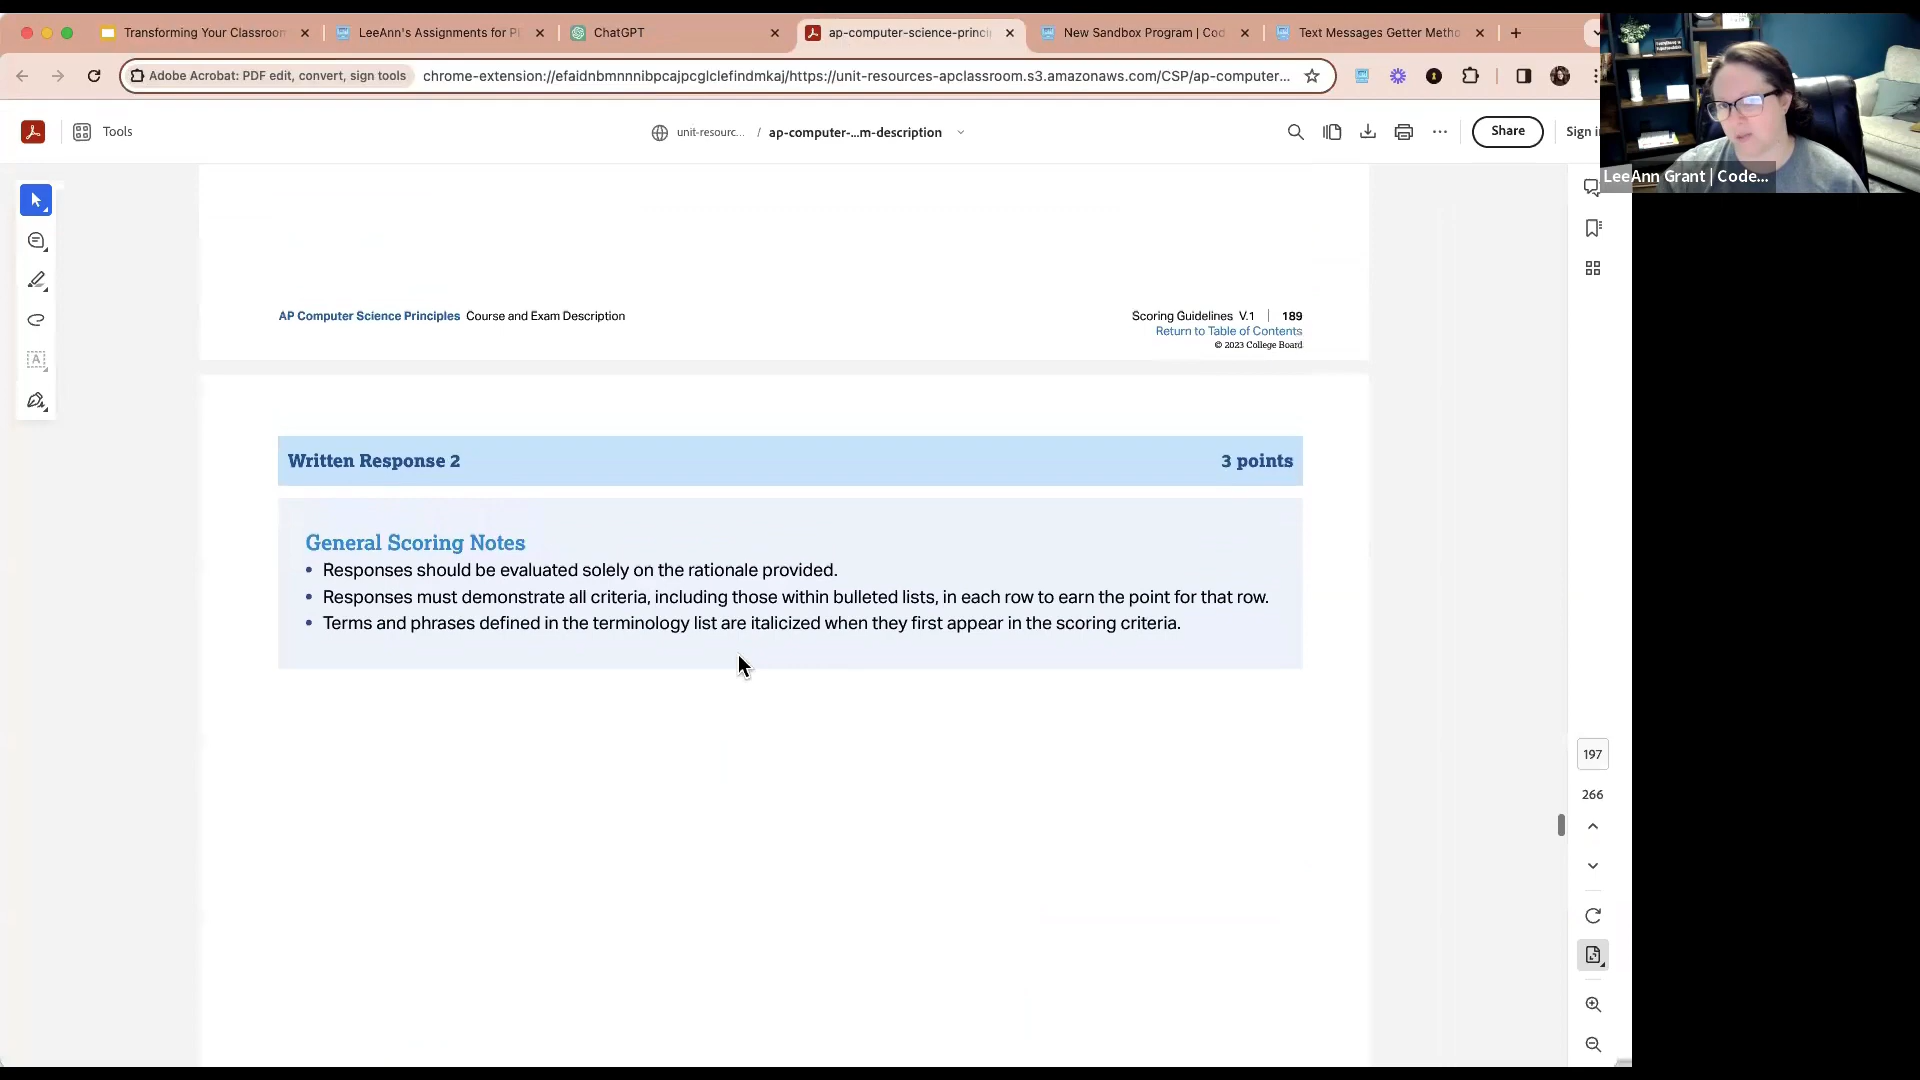 Transforming Your Classroom
LeeAnn's Assignments for Pl
ChatGPT
ap-computer-science-princi
New Sandbox Program | Cod
Text Messages Getter Metho
Adobe Acrobat: PDF edit, convert, sign tools
chrome-extension://efaidnbmnnnibpcajpcglclefindmkaj/https://unit-resources-apclassroom.s3.amazonaws.com/CSP/ap-computer...
Tools
unit-resourc... / ap-computer-...m-description
Share
Sign i
LeeAnn Grant | Code...
AP Computer Science Principles Course and Exam Description
Scoring Guidelines V.1 | 189
Return to Table of Contents
© 2023 College Board
Written Response 2
3 points
General Scoring Notes
• Responses should be evaluated solely on the rationale provided.
• Responses must demonstrate all criteria, including those within bulleted lists, in each row to earn the point for that row.
• Terms and phrases defined in the terminology list are italicized when they first appear in the scoring criteria.
197
266